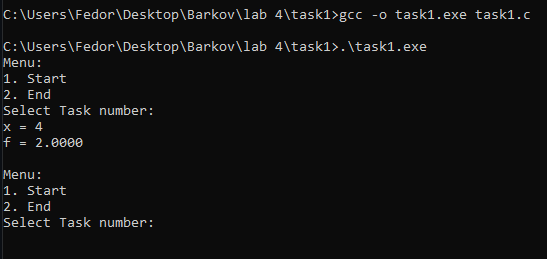 C:\Users\Fedor\Desktop\Barkov\lab 4\task1>gcc -o task1.exe task1.c
C:\Users\Fedor\Desktop\Barkov\lab 4\task1>.\task1.exe
Menu:
1. Start
2. End
Select Task number:
x = 4
f = 2.0000
Menu:
1. Start
2. End
Select Task number: